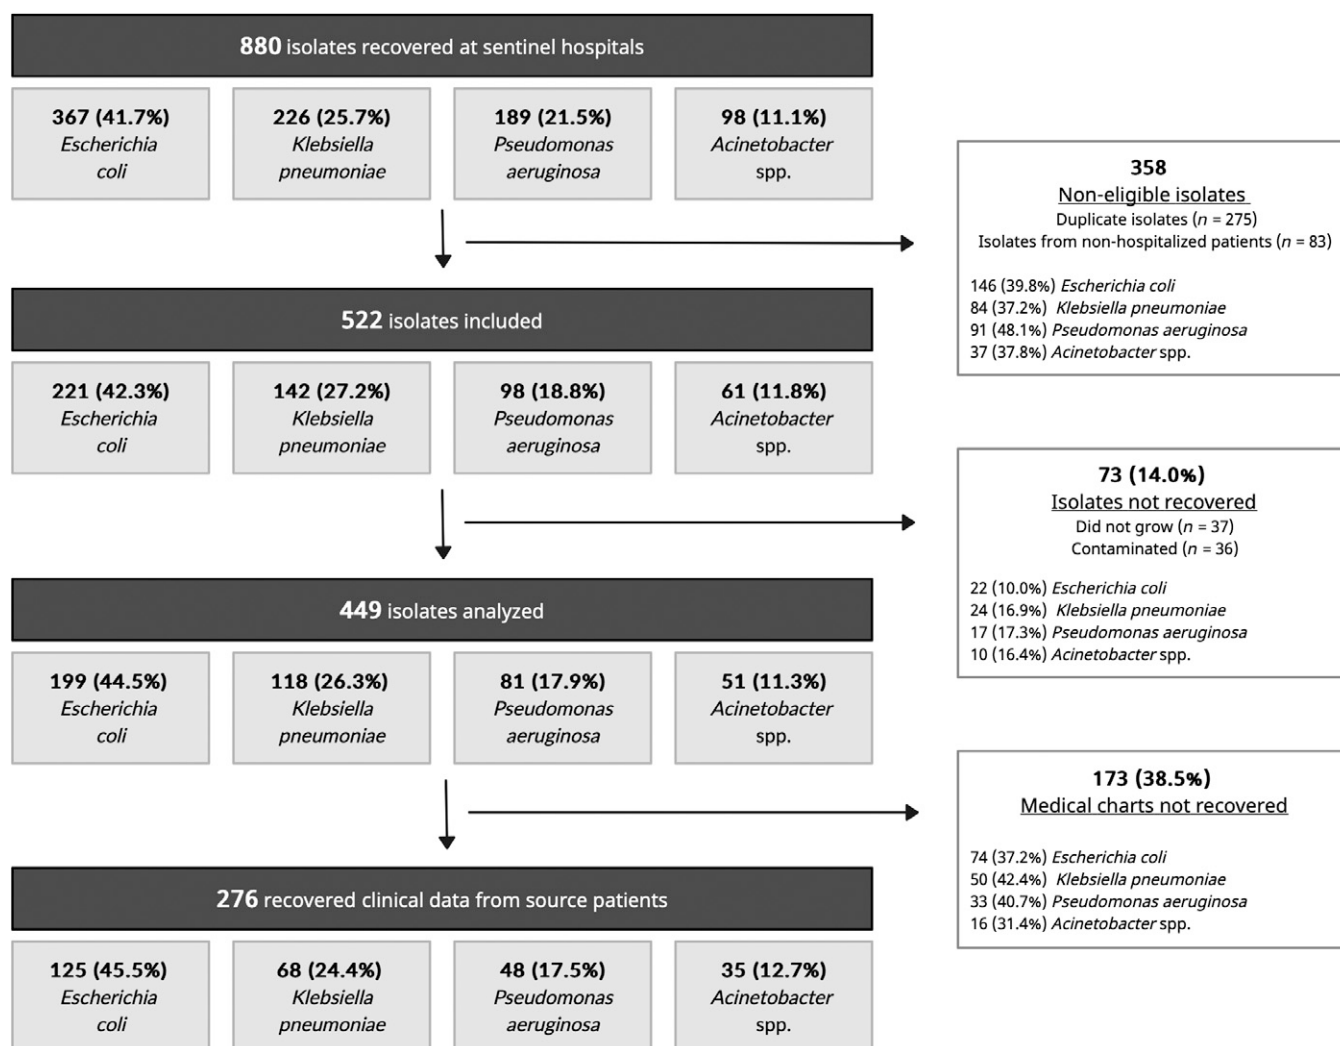 880 isolates recovered at sentinel hospitals
367 (41.7%)
Escherichia
coli
226 (25.7%)
Klebsiella
pneumoniae
189 (21.5%)
Pseudomonas
aeruginosa
98 (11.1%)
Acinetobacter
spp.
358
Non-eligible isolates
Duplicate isolates (n = 275)
Isolates from non-hospitalized patients (n = 83)
146 (39.8%) Escherichia coli
84 (37.2%) Klebsiella pneumoniae
91 (48.1%) Pseudomonas aeruginosa
37 (37.8%) Acinetobacter spp.
522 isolates included
221 (42.3%)
Escherichia
coli
142 (27.2%)
Klebsiella
pneumoniae
98 (18.8%)
Pseudomonas
aeruginosa
61 (11.8%)
Acinetobacter
spp.
73 (14.0%)
Isolates not recovered
Did not grow (n = 37)
Contaminated (n = 36)
22 (10.0%) Escherichia coli
24 (16.9%) Klebsiella pneumoniae
17 (17.3%) Pseudomonas aeruginosa
10 (16.4%) Acinetobacter spp.
449 isolates analyzed
199 (44.5%)
Escherichia
coli
118 (26.3%)
Klebsiella
pneumoniae
81 (17.9%)
Pseudomonas
aeruginosa
51 (11.3%)
Acinetobacter
spp.
173 (38.5%)
Medical charts not recovered
74 (37.2%) Escherichia coli
50 (42.4%) Klebsiella pneumoniae
33 (40.7%) Pseudomonas aeruginosa
16 (31.4%) Acinetobacter spp.
276 recovered clinical data from source patients
125 (45.5%)
Escherichia
coli
68 (24.4%)
Klebsiella
pneumoniae
48 (17.5%)
Pseudomonas
aeruginosa
35 (12.7%)
Acinetobacter
spp.